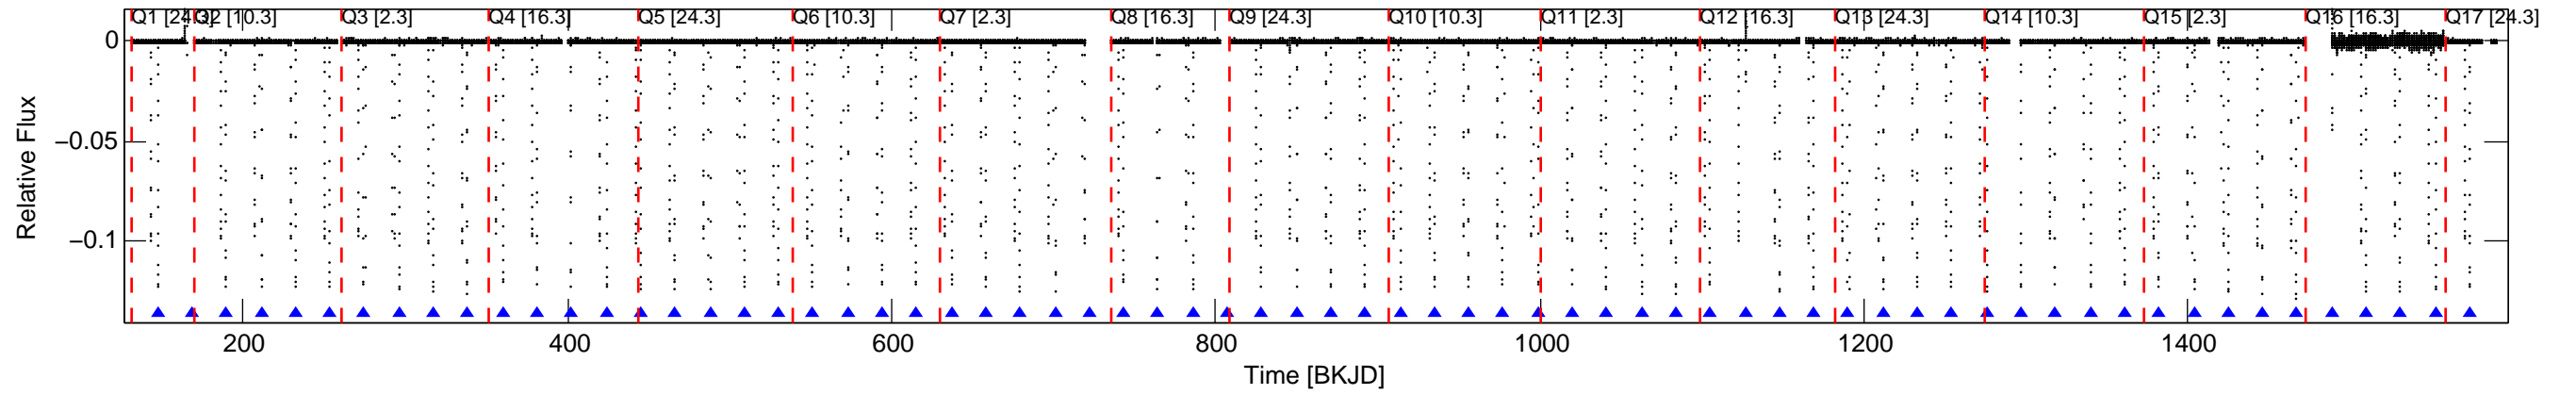 Q1 [24.3] Q2 [10.3] Q3 [2.3] Q4 [16.3] Q5 [24.3] Q6 [10.3] Q7 [2.3] Q8 [16.3] Q9 [24.3] Q10 [10.3] Q11 [2.3] Q12 [16.3] Q13 [24.3] Q14 [10.3] Q15 [2.3] Q16 [16.3] Q17 [24.3]
0
−0.05
−0.1
Relative Flux
200 400 600 800 1000 1200 1400
Time [BKJD]